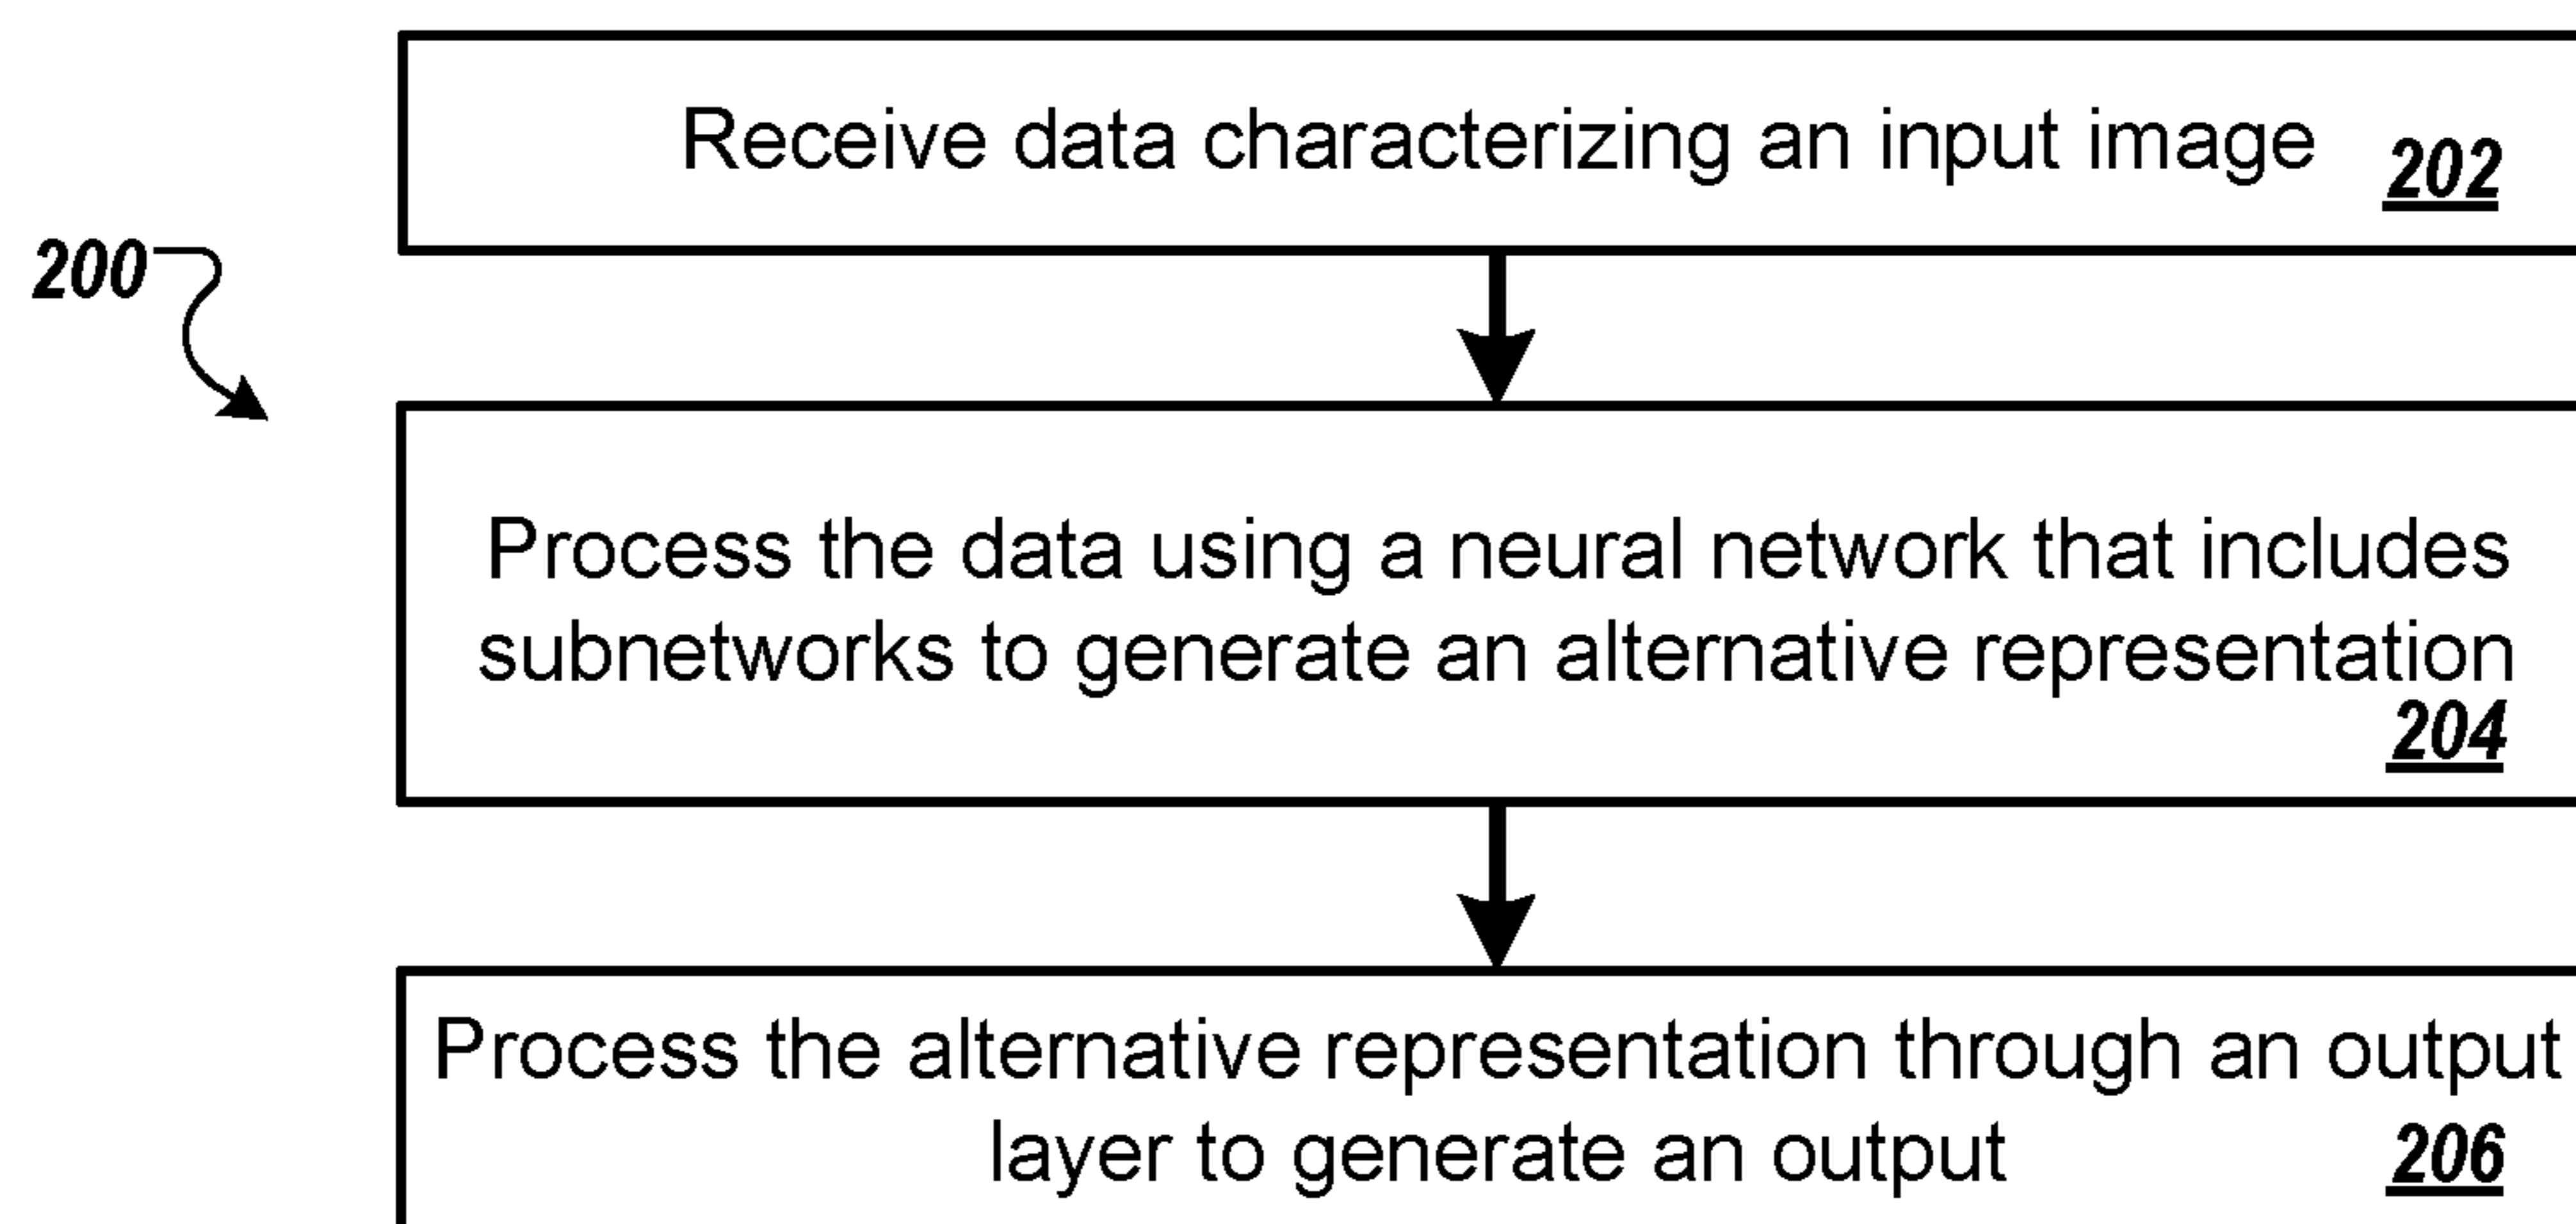 Receive data characterizing an input image 202
200
Process the data using a neural network that includes
subnetworks to generate an alternative representation
204
Process the alternative representation through an output
layer to generate an output 206